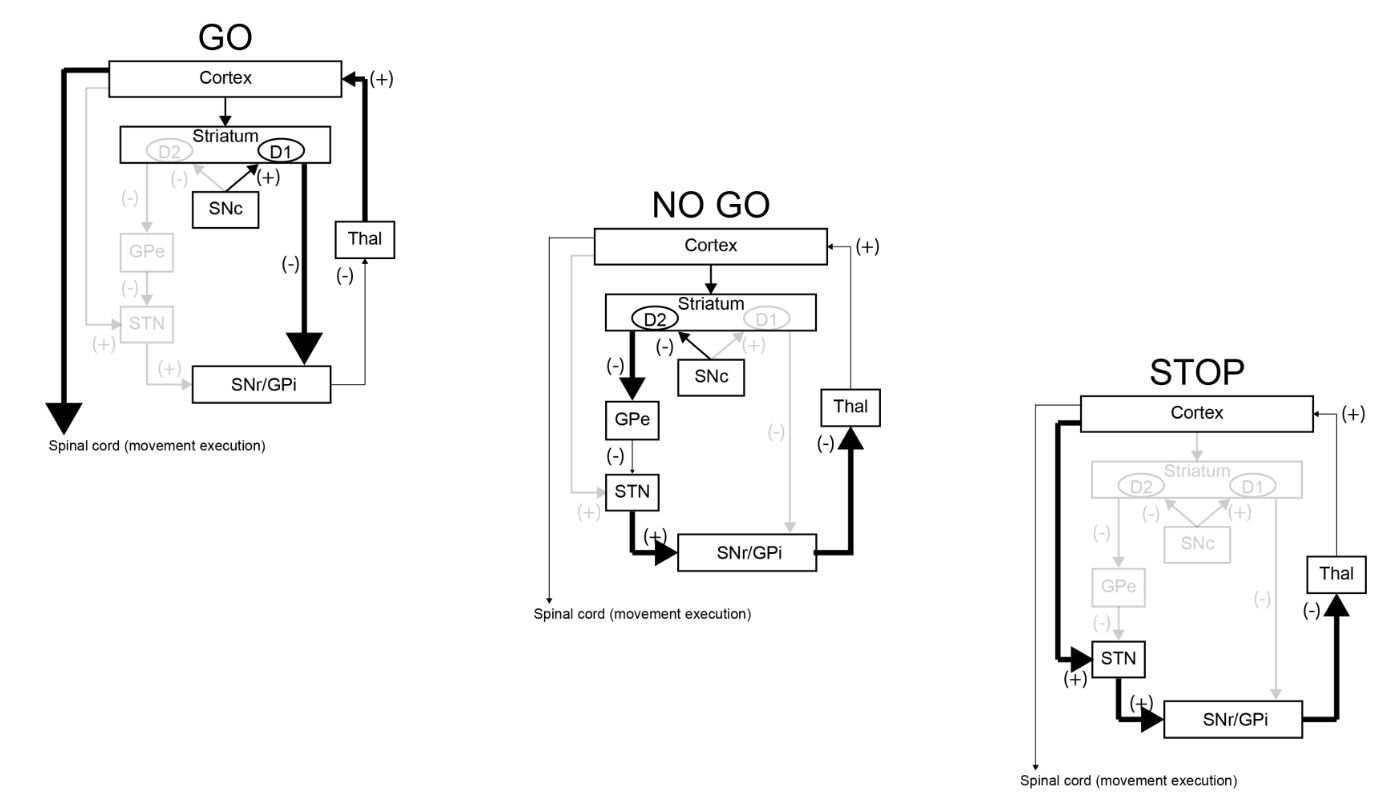 GO
Cortex
(+)
Striatum
D2
D1
(-)
(+)
(-)
SNc
Thal
GPe
(-)
(-)
(-)
STN
(+)
(+)
SNr/GPi
Spinal cord (movement execution)
NO GO
Cortex
(+)
Striatum
D2
D1
(-)
(+)
(-)
SNc
Thal
GPe
(-)
(-)
(-)
STN
(+)
(+)
SNr/GPi
Spinal cord (movement execution)
STOP
Cortex
(+)
Striatum
D2
D1
(-)
(+)
(-)
SNc
Thal
GPe
(-)
(-)
(-)
STN
(+)
(+)
SNr/GPi
Spinal cord (movement execution)